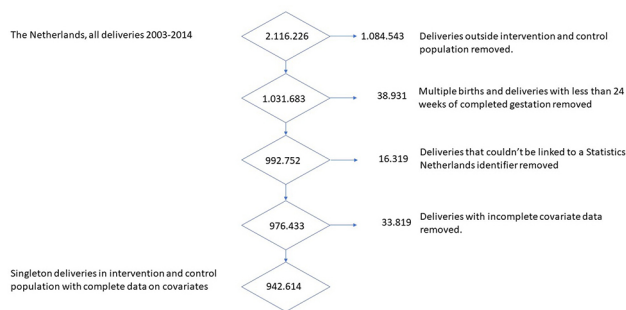 The Netherlands, all deliveries 2003-2014
2.116.226
1.084.543
Deliveries outside intervention and control
population removed.
1.031.683
38.931
Multiple births and deliveries with less than 24
weeks of completed gestation removed
992.752
16.319
Deliveries that couldn't be linked to a Statistics
Netherlands identifier removed
976.433
33.819
Deliveries with incomplete covariate data
removed.
Singleton deliveries in intervention and control
population with complete data on covariates
942.614